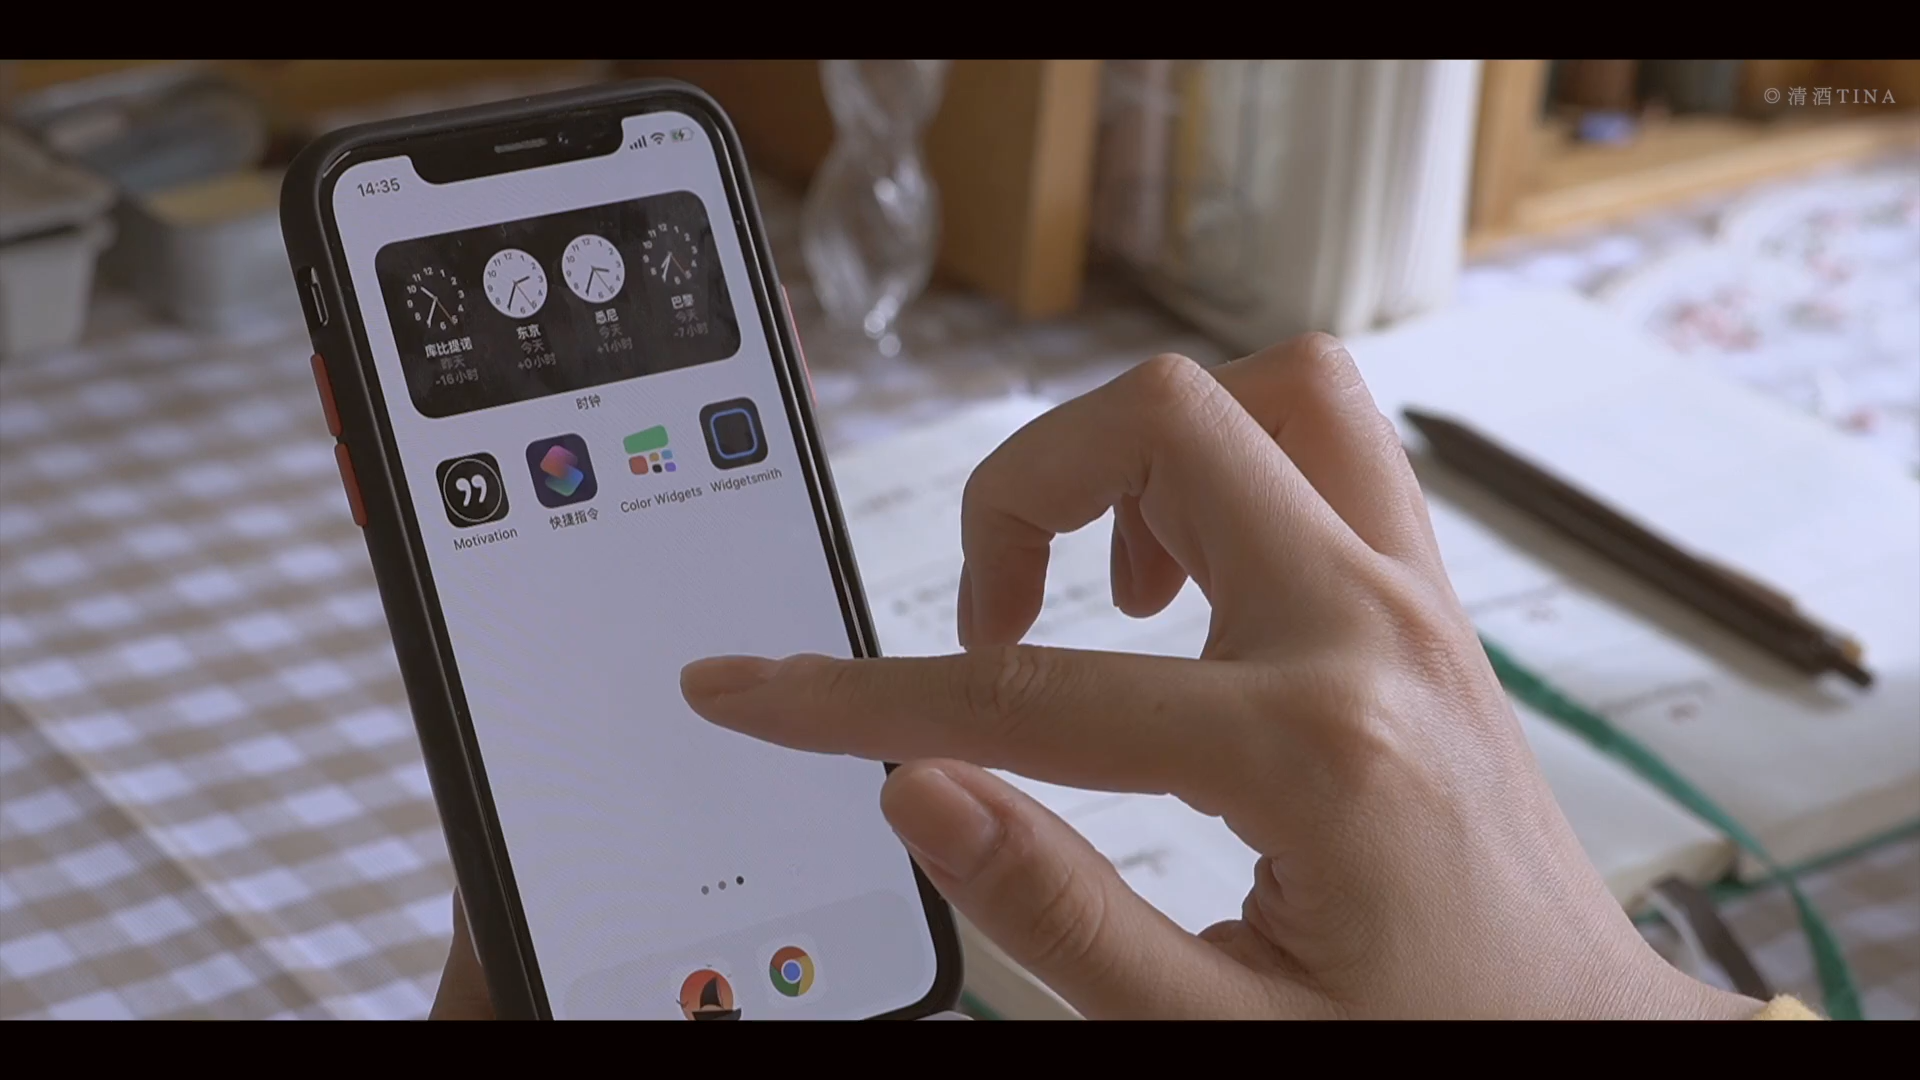 ◎清酒TINA
14:35
库比提诺
昨天
-16小时
东京
今天
+0小时
悉尼
今天
+1小时
巴黎
今天
-7小时
时钟
Motivation
快捷指令
Color Widgets
Widgetsmith